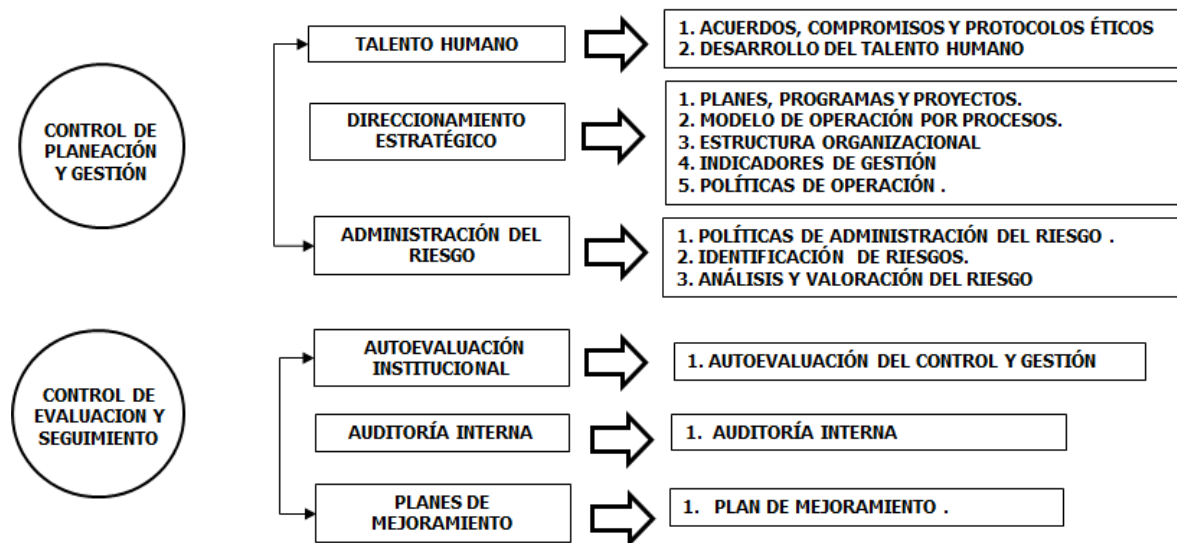 CONTROL DE
PLANEACIÓN
Y GESTIÓN
TALENTO HUMANO
1. ACUERDOS, COMPROMISOS Y PROTOCOLOS ÉTICOS
2. DESARROLLO DEL TALENTO HUMANO
DIRECCIONAMIENTO
ESTRATÉGICO
1. PLANES, PROGRAMAS Y PROYECTOS.
2. MODELO DE OPERACIÓN POR PROCESOS.
3. ESTRUCTURA ORGANIZACIONAL
4. INDICADORES DE GESTIÓN
5. POLÍTICAS DE OPERACIÓN .
ADMINISTRACIÓN DEL
RIESGO
1. POLÍTICAS DE ADMINISTRACIÓN DEL RIESGO .
2. IDENTIFICACIÓN DE RIESGOS.
3. ANÁLISIS Y VALORACIÓN DEL RIESGO
CONTROL DE
EVALUACION Y
SEGUIMIENTO
AUTOEVALUACIÓN
INSTITUCIONAL
1. AUTOEVALUACIÓN DEL CONTROL Y GESTIÓN
AUDITORÍA INTERNA
1. AUDITORÍA INTERNA
PLANES DE
MEJORAMIENTO
1. PLAN DE MEJORAMIENTO .